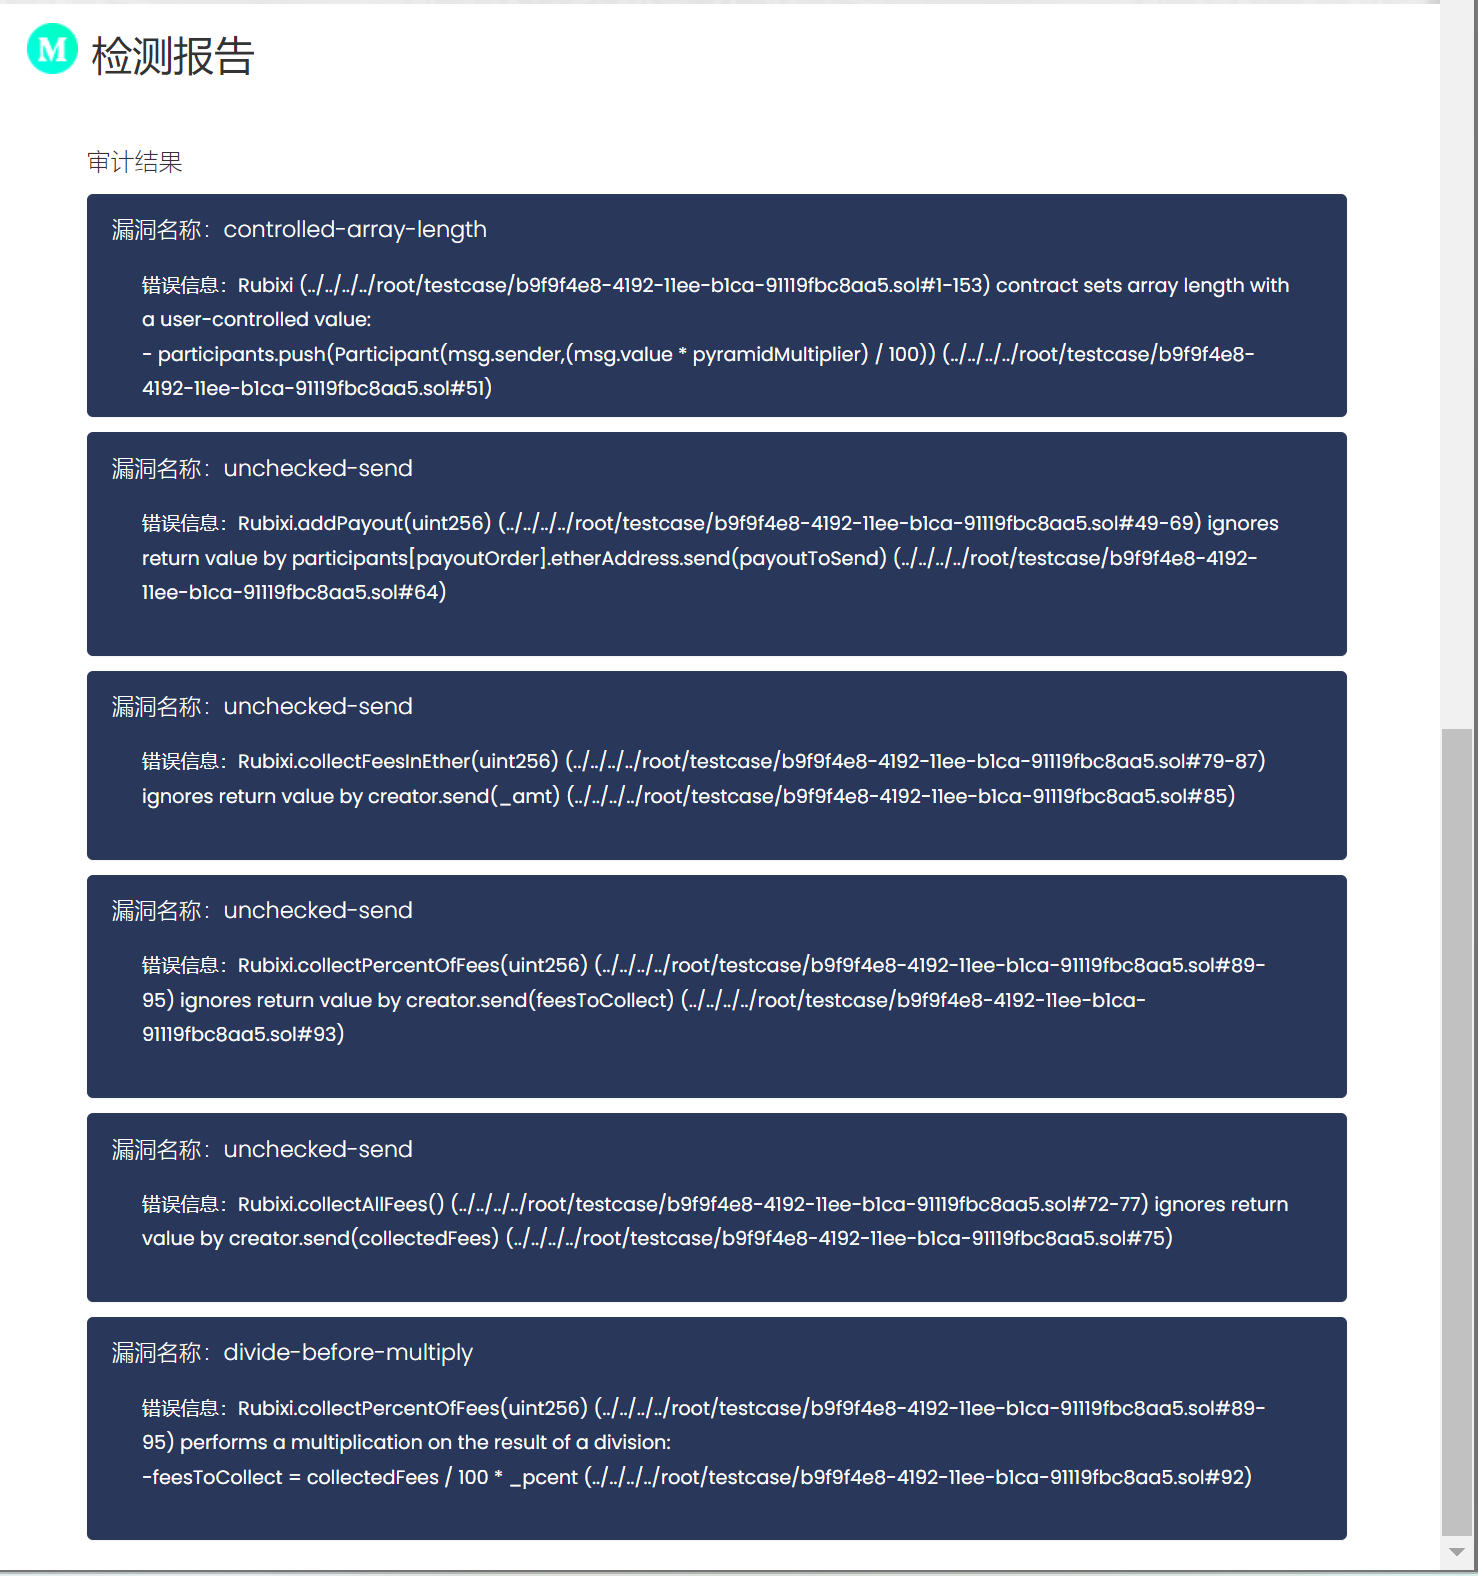 M 检测报告
审计结果
漏洞名称：controlled-array-length
错误信息：Rubixi (../../../../root/testcase/b9f9f4e8-4192-11ee-b1ca-91119fbc8aa5.sol#1-153) contract sets array length with
a user-controlled value:
- participants.push(Participant(msg.sender,(msg.value * pyramidMultiplier) / 100)) (../../../../root/testcase/b9f9f4e8-
4192-11ee-b1ca-91119fbc8aa5.sol#51)
漏洞名称：unchecked-send
错误信息：Rubixi.addPayout(uint256) (../../../../root/testcase/b9f9f4e8-4192-11ee-b1ca-91119fbc8aa5.sol#49-69) ignores
return value by participants[payoutOrder].etherAddress.send(payoutToSend) (../../../../root/testcase/b9f9f4e8-4192-
11ee-b1ca-91119fbc8aa5.sol#64)
漏洞名称：unchecked-send
错误信息：Rubixi.collectFeesInEther(uint256) (../../../../root/testcase/b9f9f4e8-4192-11ee-b1ca-91119fbc8aa5.sol#79-87)
ignores return value by creator.send(_amt) (../../../../root/testcase/b9f9f4e8-4192-11ee-b1ca-91119fbc8aa5.sol#85)
漏洞名称：unchecked-send
错误信息：Rubixi.collectPercentOfFees(uint256) (../../../../root/testcase/b9f9f4e8-4192-11ee-b1ca-91119fbc8aa5.sol#89-
95) ignores return value by creator.send(feesToCollect) (../../../../root/testcase/b9f9f4e8-4192-11ee-b1ca-
91119fbc8aa5.sol#93)
漏洞名称：unchecked-send
错误信息：Rubixi.collectAllFees() (../../../../root/testcase/b9f9f4e8-4192-11ee-b1ca-91119fbc8aa5.sol#72-77) ignores return
value by creator.send(collectedFees) (../../../../root/testcase/b9f9f4e8-4192-11ee-b1ca-91119fbc8aa5.sol#75)
漏洞名称：divide-before-multiply
错误信息：Rubixi.collectPercentOfFees(uint256) (../../../../root/testcase/b9f9f4e8-4192-11ee-b1ca-91119fbc8aa5.sol#89-
95) performs a multiplication on the result of a division:
-feesToCollect = collectedFees / 100 * _pcent (../../../../root/testcase/b9f9f4e8-4192-11ee-b1ca-91119fbc8aa5.sol#92)